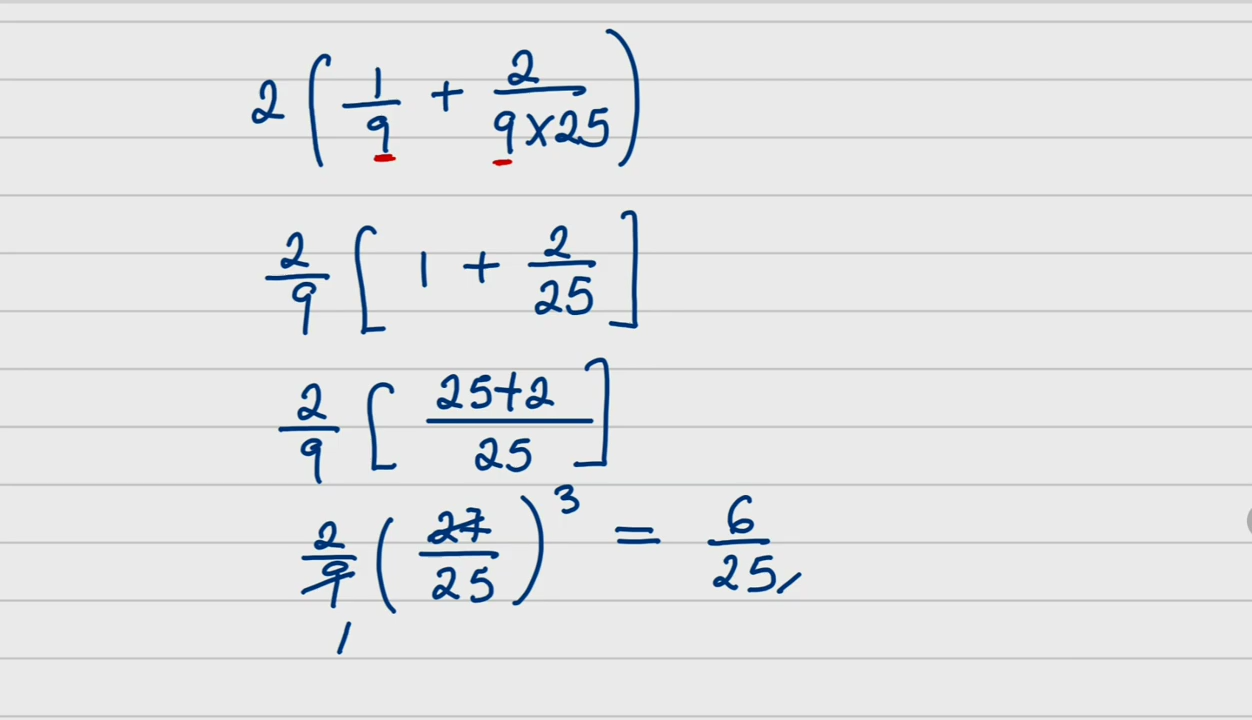 2 ( 1/9 + 2/(9×25) )
2/9 [ 1 + 2/25 ]
2/9 [ (25+2)/25 ]
2/9 ( 27/25 ) 3 = 6/25
1